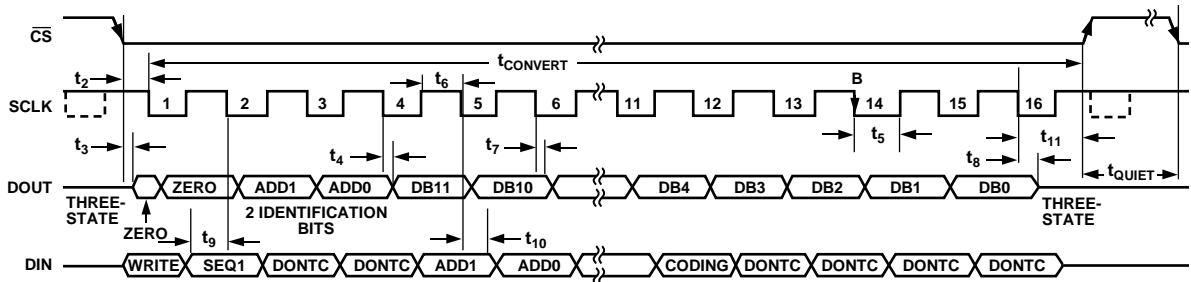 CS
t2
tCONVERT
t6
B
SCLK
1 2 3 4 5 6 11 12 13 14 15 16
t3
t4
t7
t5
t8
t11
DOUT
ZERO ADD1 ADD0 DB11 DB10 DB4 DB3 DB2 DB1 DB0
tQUIET
THREE-
STATE
ZERO
2 IDENTIFICATION
BITS
THREE-
STATE
t9
t10
DIN
WRITE SEQ1 DONTC DONTC ADD1 ADD0 CODING DONTC DONTC DONTC DONTC